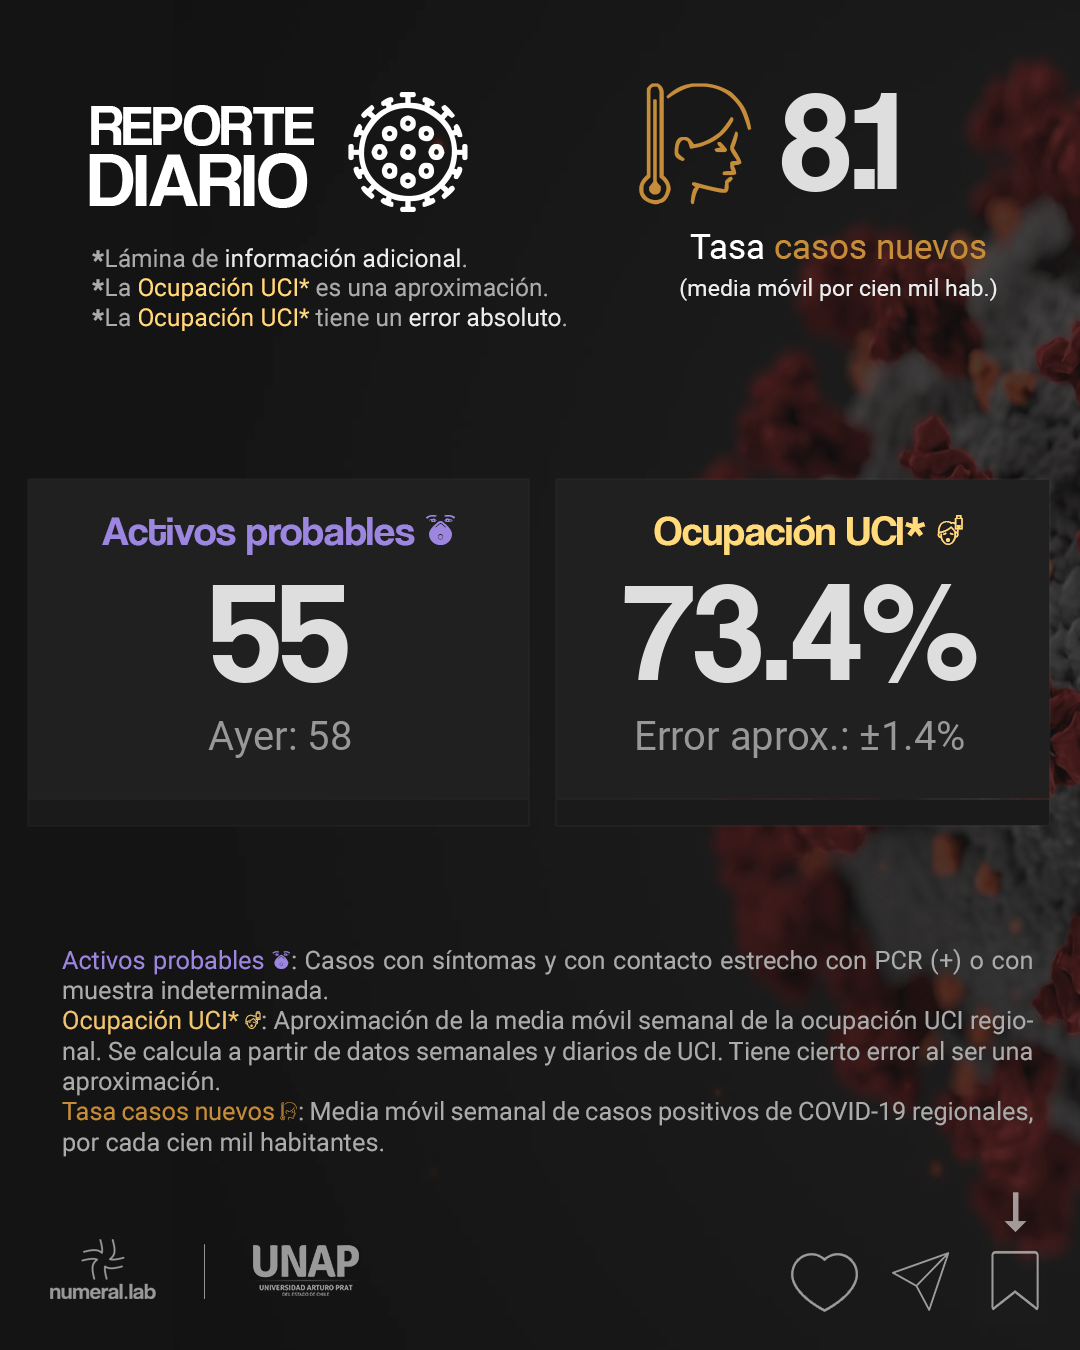 REPORTE
DIARIO
*Lámina de información adicional.
*La Ocupación UCI* es una aproximación.
*La Ocupación UCI* tiene un error absoluto.
8.1
Tasa casos nuevos
(media móvil por cien mil hab.)
Activos probables
55
Ayer: 58
Ocupación UCI*
73.4%
Error aprox.: ±1.4%
Activos probables : Casos con síntomas y con contacto estrecho con PCR (+) o con
muestra indeterminada.
Ocupación UCI* : Aproximación de la media móvil semanal de la ocupación UCI regio-
nal. Se calcula a partir de datos semanales y diarios de UCI. Tiene cierto error al ser una
aproximación.
Tasa casos nuevos : Media móvil semanal de casos positivos de COVID-19 regionales,
por cada cien mil habitantes.
numeral.lab
UNAP
UNIVERSIDAD ARTURO PRAT
DEL ESTADO DE CHILE